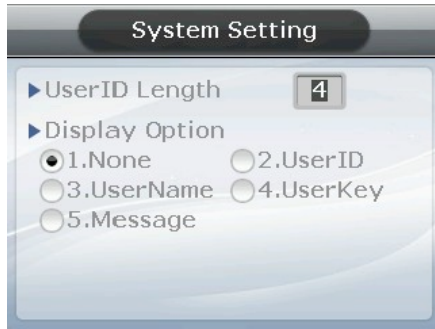 System Setting
UserID Length 4
Display Option
1.None 2.UserID
3.UserName 4.UserKey
5.Message